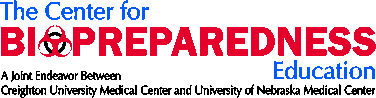 The Center for
BIOPREPAREDNESS
Education
A Joint Endeavor Between
Creighton University Medical Center and University of Nebraska Medical Center